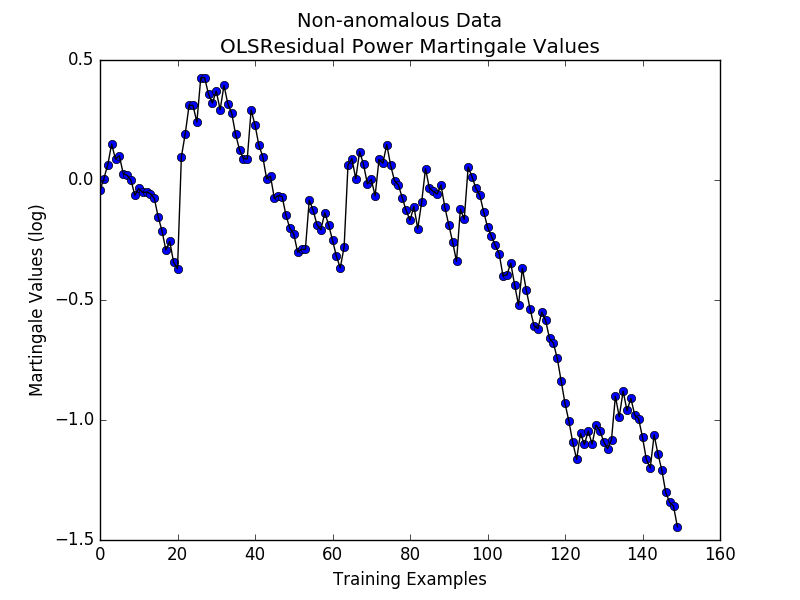 Non-anomalous Data
OLSResidual Power Martingale Values
0.5
0.0
−0.5
−1.0
−1.5
Martingale Values (log)
0 20 40 60 80 100 120 140 160
Training Examples